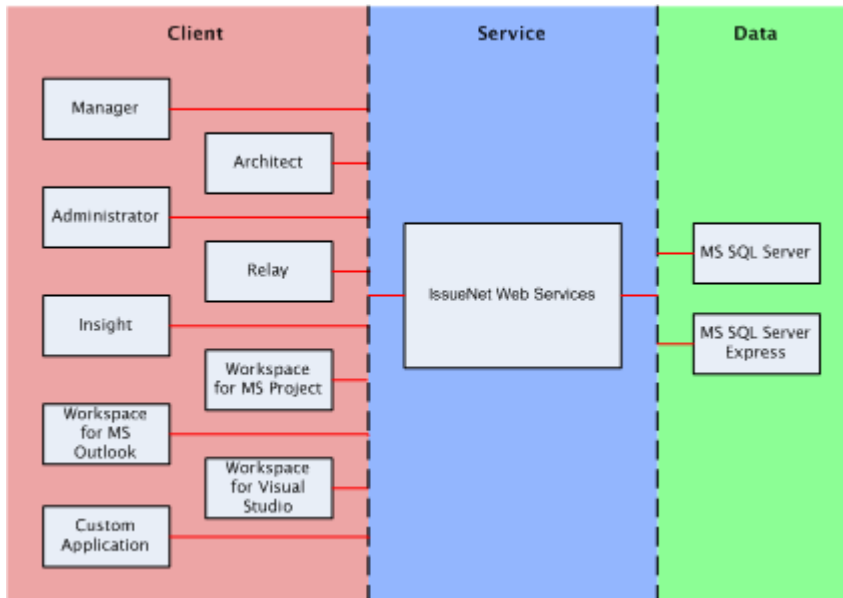 Client
Service
Data
Manager
Architect
Administrator
Relay
Insight
Workspace
for MS Project
Workspace
for MS
Outlook
Workspace
for Visual
Studio
Custom
Application
IssueNet Web Services
MS SQL Server
MS SQL Server
Express